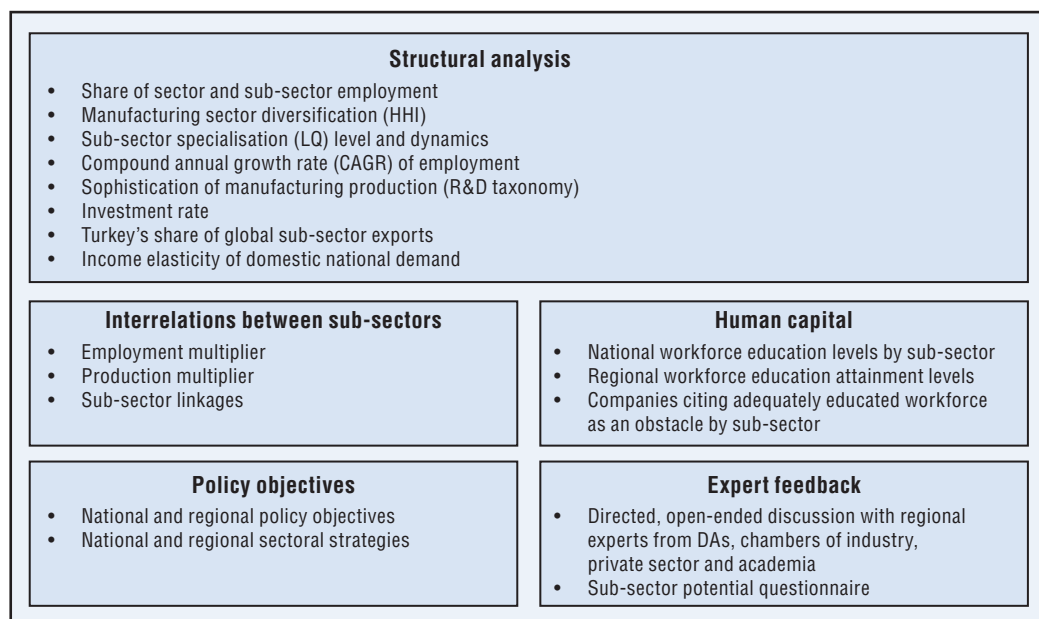 Structural analysis
• Share of sector and sub-sector employment
• Manufacturing sector diversification (HHI)
• Sub-sector specialisation (LQ) level and dynamics
• Compound annual growth rate (CAGR) of employment
• Sophistication of manufacturing production (R&D taxonomy)
• Investment rate
• Turkey's share of global sub-sector exports
• Income elasticity of domestic national demand
Interrelations between sub-sectors
• Employment multiplier
• Production multiplier
• Sub-sector linkages
Human capital
• National workforce education levels by sub-sector
• Regional workforce education attainment levels
• Companies citing adequately educated workforce
as an obstacle by sub-sector
Policy objectives
• National and regional policy objectives
• National and regional sectoral strategies
Expert feedback
• Directed, open-ended discussion with regional
experts from DAs, chambers of industry,
private sector and academia
• Sub-sector potential questionnaire